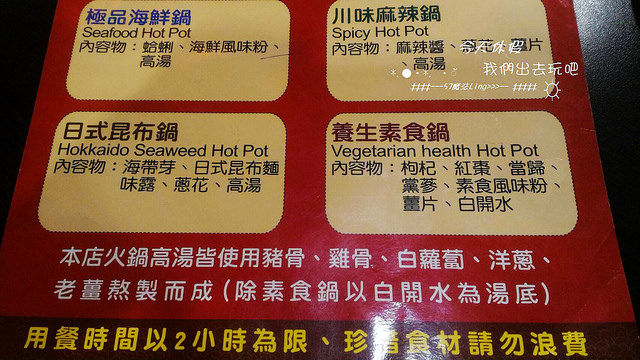 極品海鮮鍋
Seafood Hot Pot
內容物：蛤蜊、海鮮風味粉、
高湯
川味麻辣鍋
Spicy Hot Pot
內容物：麻辣醬、 片
高湯
今天休假
我們出去玩吧
日式昆布鍋
Hokkaido Seaweed Hot Pot
內容物：海帶芽、日式昆布麵
味露、蔥花、高湯
養生素食鍋
Vegetarian health Hot Pot
內容物：枸杞、紅棗、當歸、
黨蔘、素食風味粉、
薑片、白開水
本店火鍋高湯皆使用豬骨、雞骨、白蘿蔔、洋蔥、
老薑熬製而成(除素食鍋以白開水為湯底)
用餐時間以2小時為限、珍惜食材請勿浪費